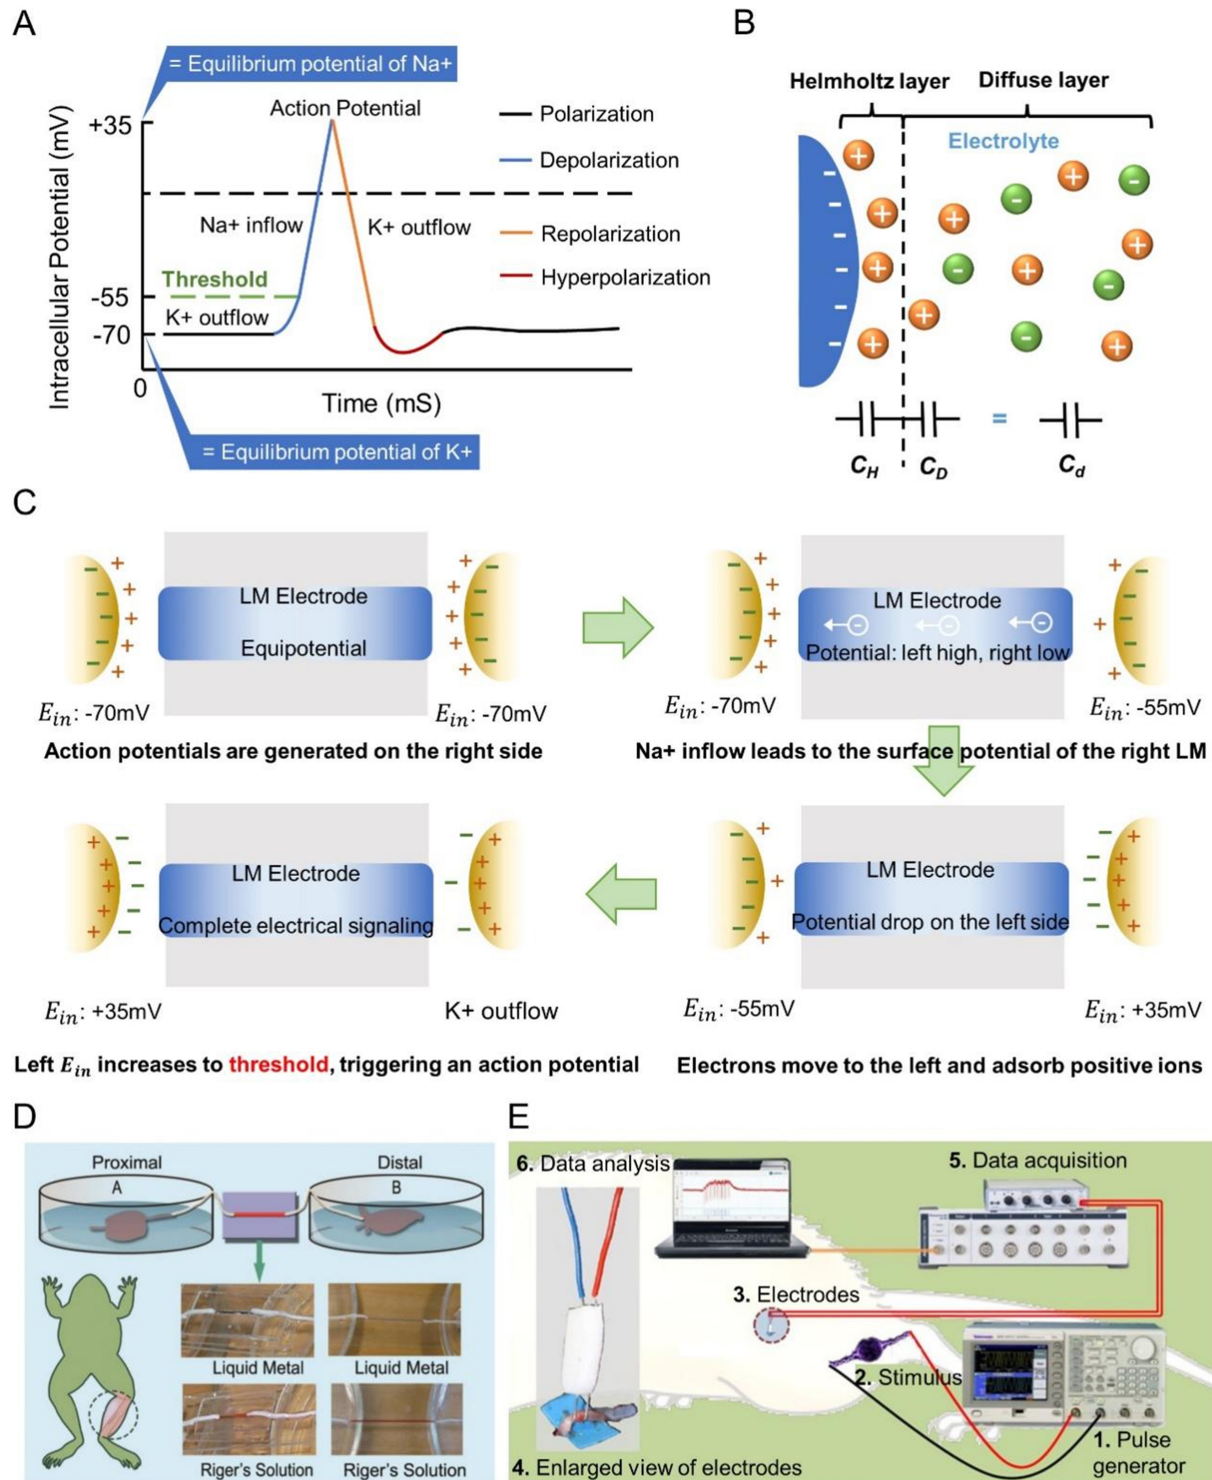 A
= Equilibrium potential of Na+
Action Potential
Intracellular Potential (mV)
+35
-55
-70
0
Na+ inflow
K+ outflow
Threshold
K+ outflow
Time (mS)
= Equilibrium potential of K+
Polarization
Depolarization
Repolarization
Hyperpolarization
B
Helmholtz layer
Diffuse layer
Electrolyte
=
C_H
C_D
C_d
C
LM Electrode
Equipotential
E_in: -70mV
E_in: -70mV
Action potentials are generated on the right side
LM Electrode
Potential: left high, right low
E_in: -70mV
E_in: -55mV
Na+ inflow leads to the surface potential of the right LM
LM Electrode
Complete electrical signaling
E_in: +35mV
K+ outflow
Left E_in increases to threshold, triggering an action potential
LM Electrode
Potential drop on the left side
E_in: -55mV
E_in: +35mV
Electrons move to the left and adsorb positive ions
D
Proximal
A
Distal
B
Liquid Metal
Liquid Metal
Riger's Solution
Riger's Solution
E
6. Data analysis
5. Data acquisition
3. Electrodes
2. Stimulus
1. Pulse
generator
4. Enlarged view of electrodes